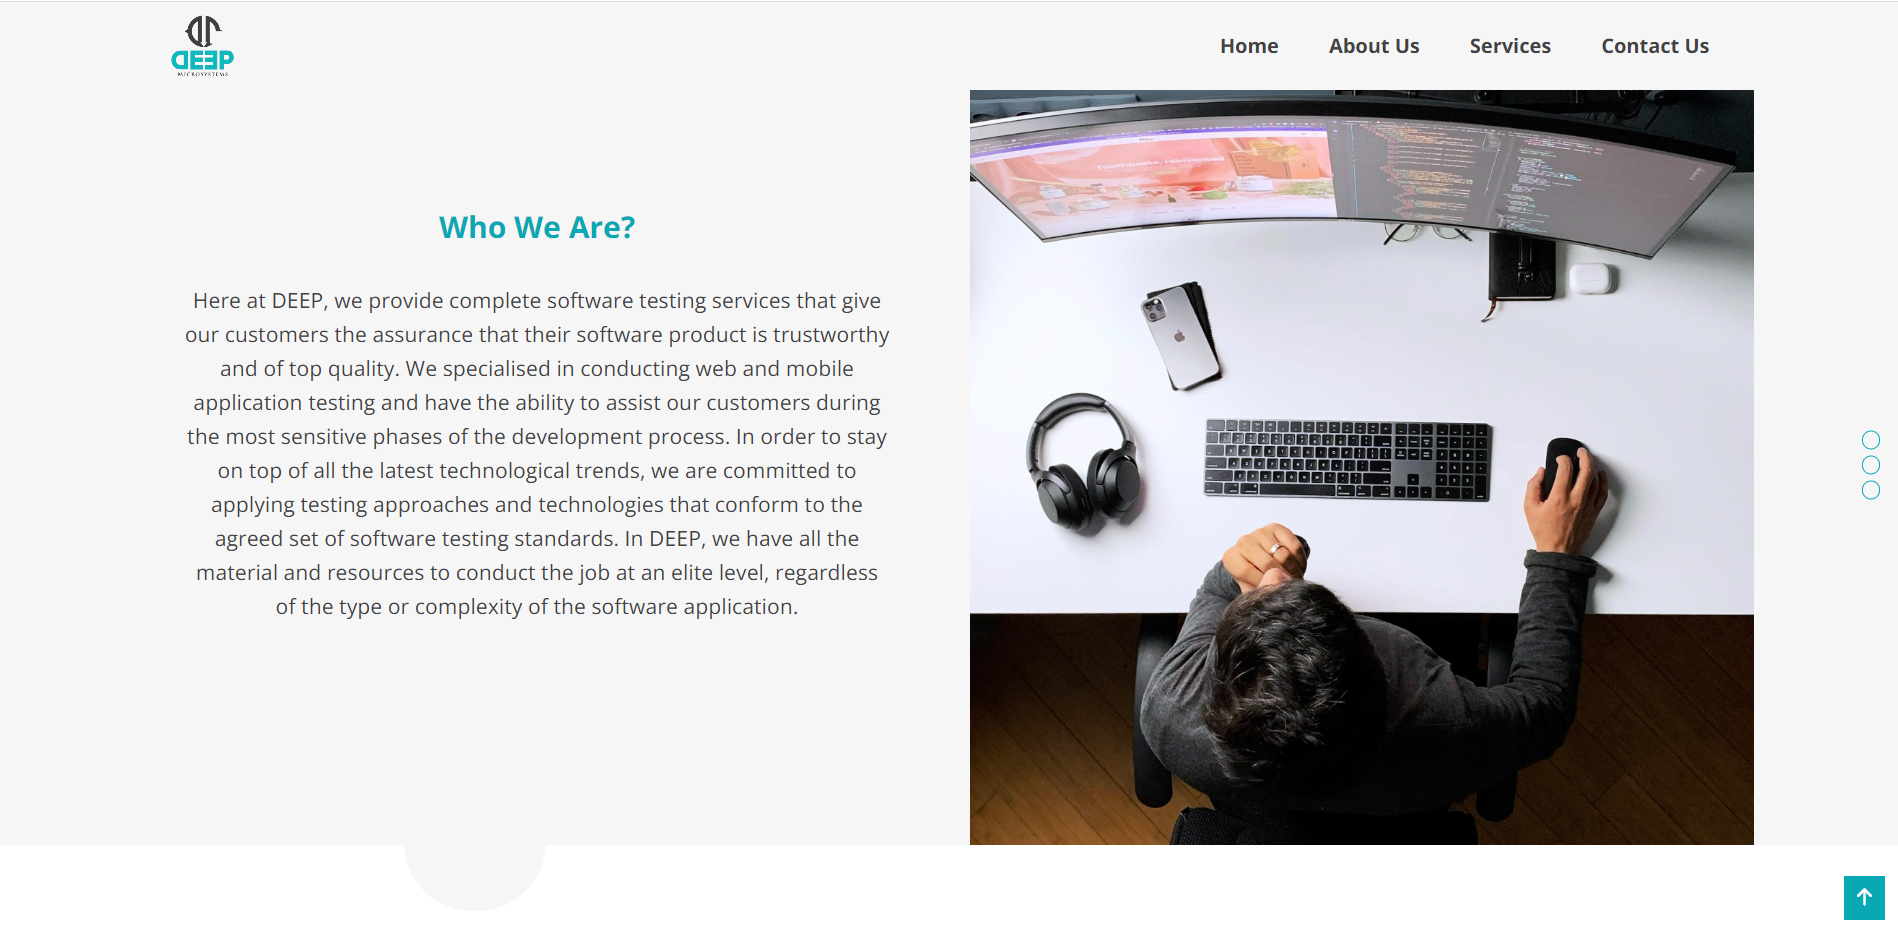 DEEP
MICROSYSTEMS
Home
About Us
Services
Contact Us
Who We Are?
Here at DEEP, we provide complete software testing services that give
our customers the assurance that their software product is trustworthy
and of top quality. We specialised in conducting web and mobile
application testing and have the ability to assist our customers during
the most sensitive phases of the development process. In order to stay
on top of all the latest technological trends, we are committed to
applying testing approaches and technologies that conform to the
agreed set of software testing standards. In DEEP, we have all the
material and resources to conduct the job at an elite level, regardless
of the type or complexity of the software application.
Toothpaste, reinvented